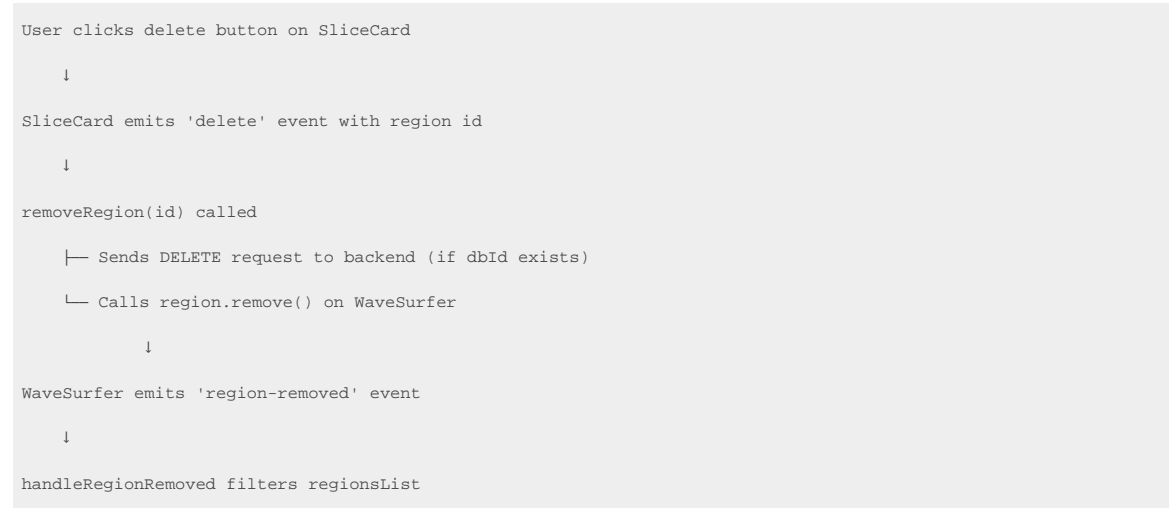 User clicks delete button on SliceCard
↓
SliceCard emits 'delete' event with region id
↓
removeRegion(id) called
├── Sends DELETE request to backend (if dbId exists)
└── Calls region.remove() on WaveSurfer
↓
WaveSurfer emits 'region-removed' event
↓
handleRegionRemoved filters regionsList